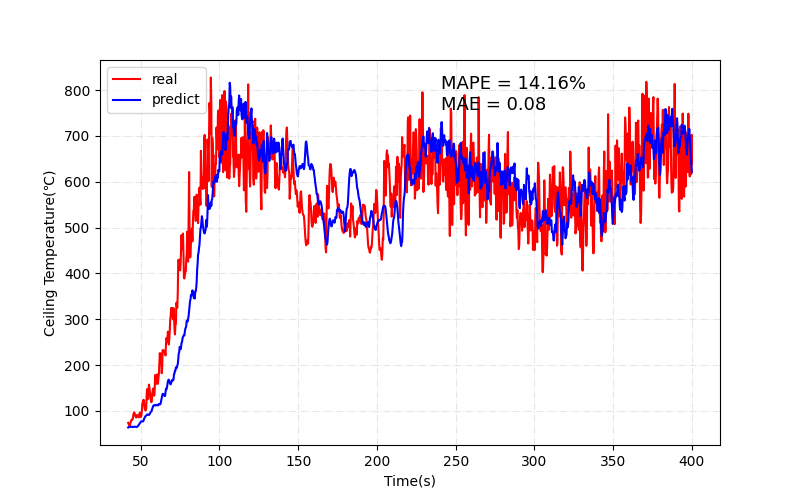 real
predict
MAPE = 14.16%
MAE = 0.08
800
700
600
500
400
300
200
100
Ceiling Temperature(℃)
50 100 150 200 250 300 350 400
Time(s)